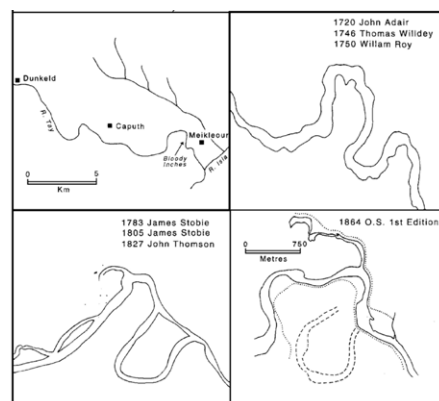 Dunkeld
R. Tay
Caputh
Bloody
Inches
Meikleour
R. Isla
0 5
Km
1720 John Adair
1746 Thomas Willdey
1750 Willam Roy
1783 James Stobie
1805 James Stobie
1827 John Thomson
1864 O.S. 1st Edition
0 750
Metres